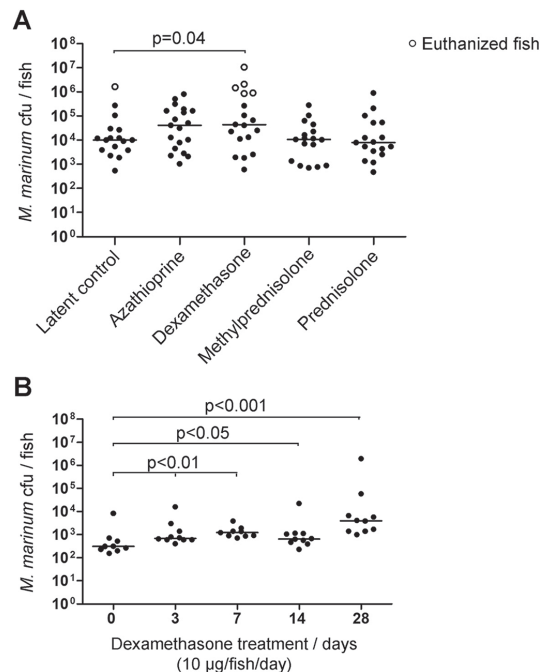 A
p=0.04
Euthanized fish
M. marinum cfu / fish
10⁸
10⁷
10⁶
10⁵
10⁴
10³
10²
10¹
10⁰
Latent control
Azathioprine
Dexamethasone
Methylprednisolone
Prednisolone
B
p<0.001
p<0.05
p<0.01
M. marinum cfu / fish
10⁸
10⁷
10⁶
10⁵
10⁴
10³
10²
10¹
10⁰
0 3 7 14 28
Dexamethasone treatment / days
(10 µg/fish/day)